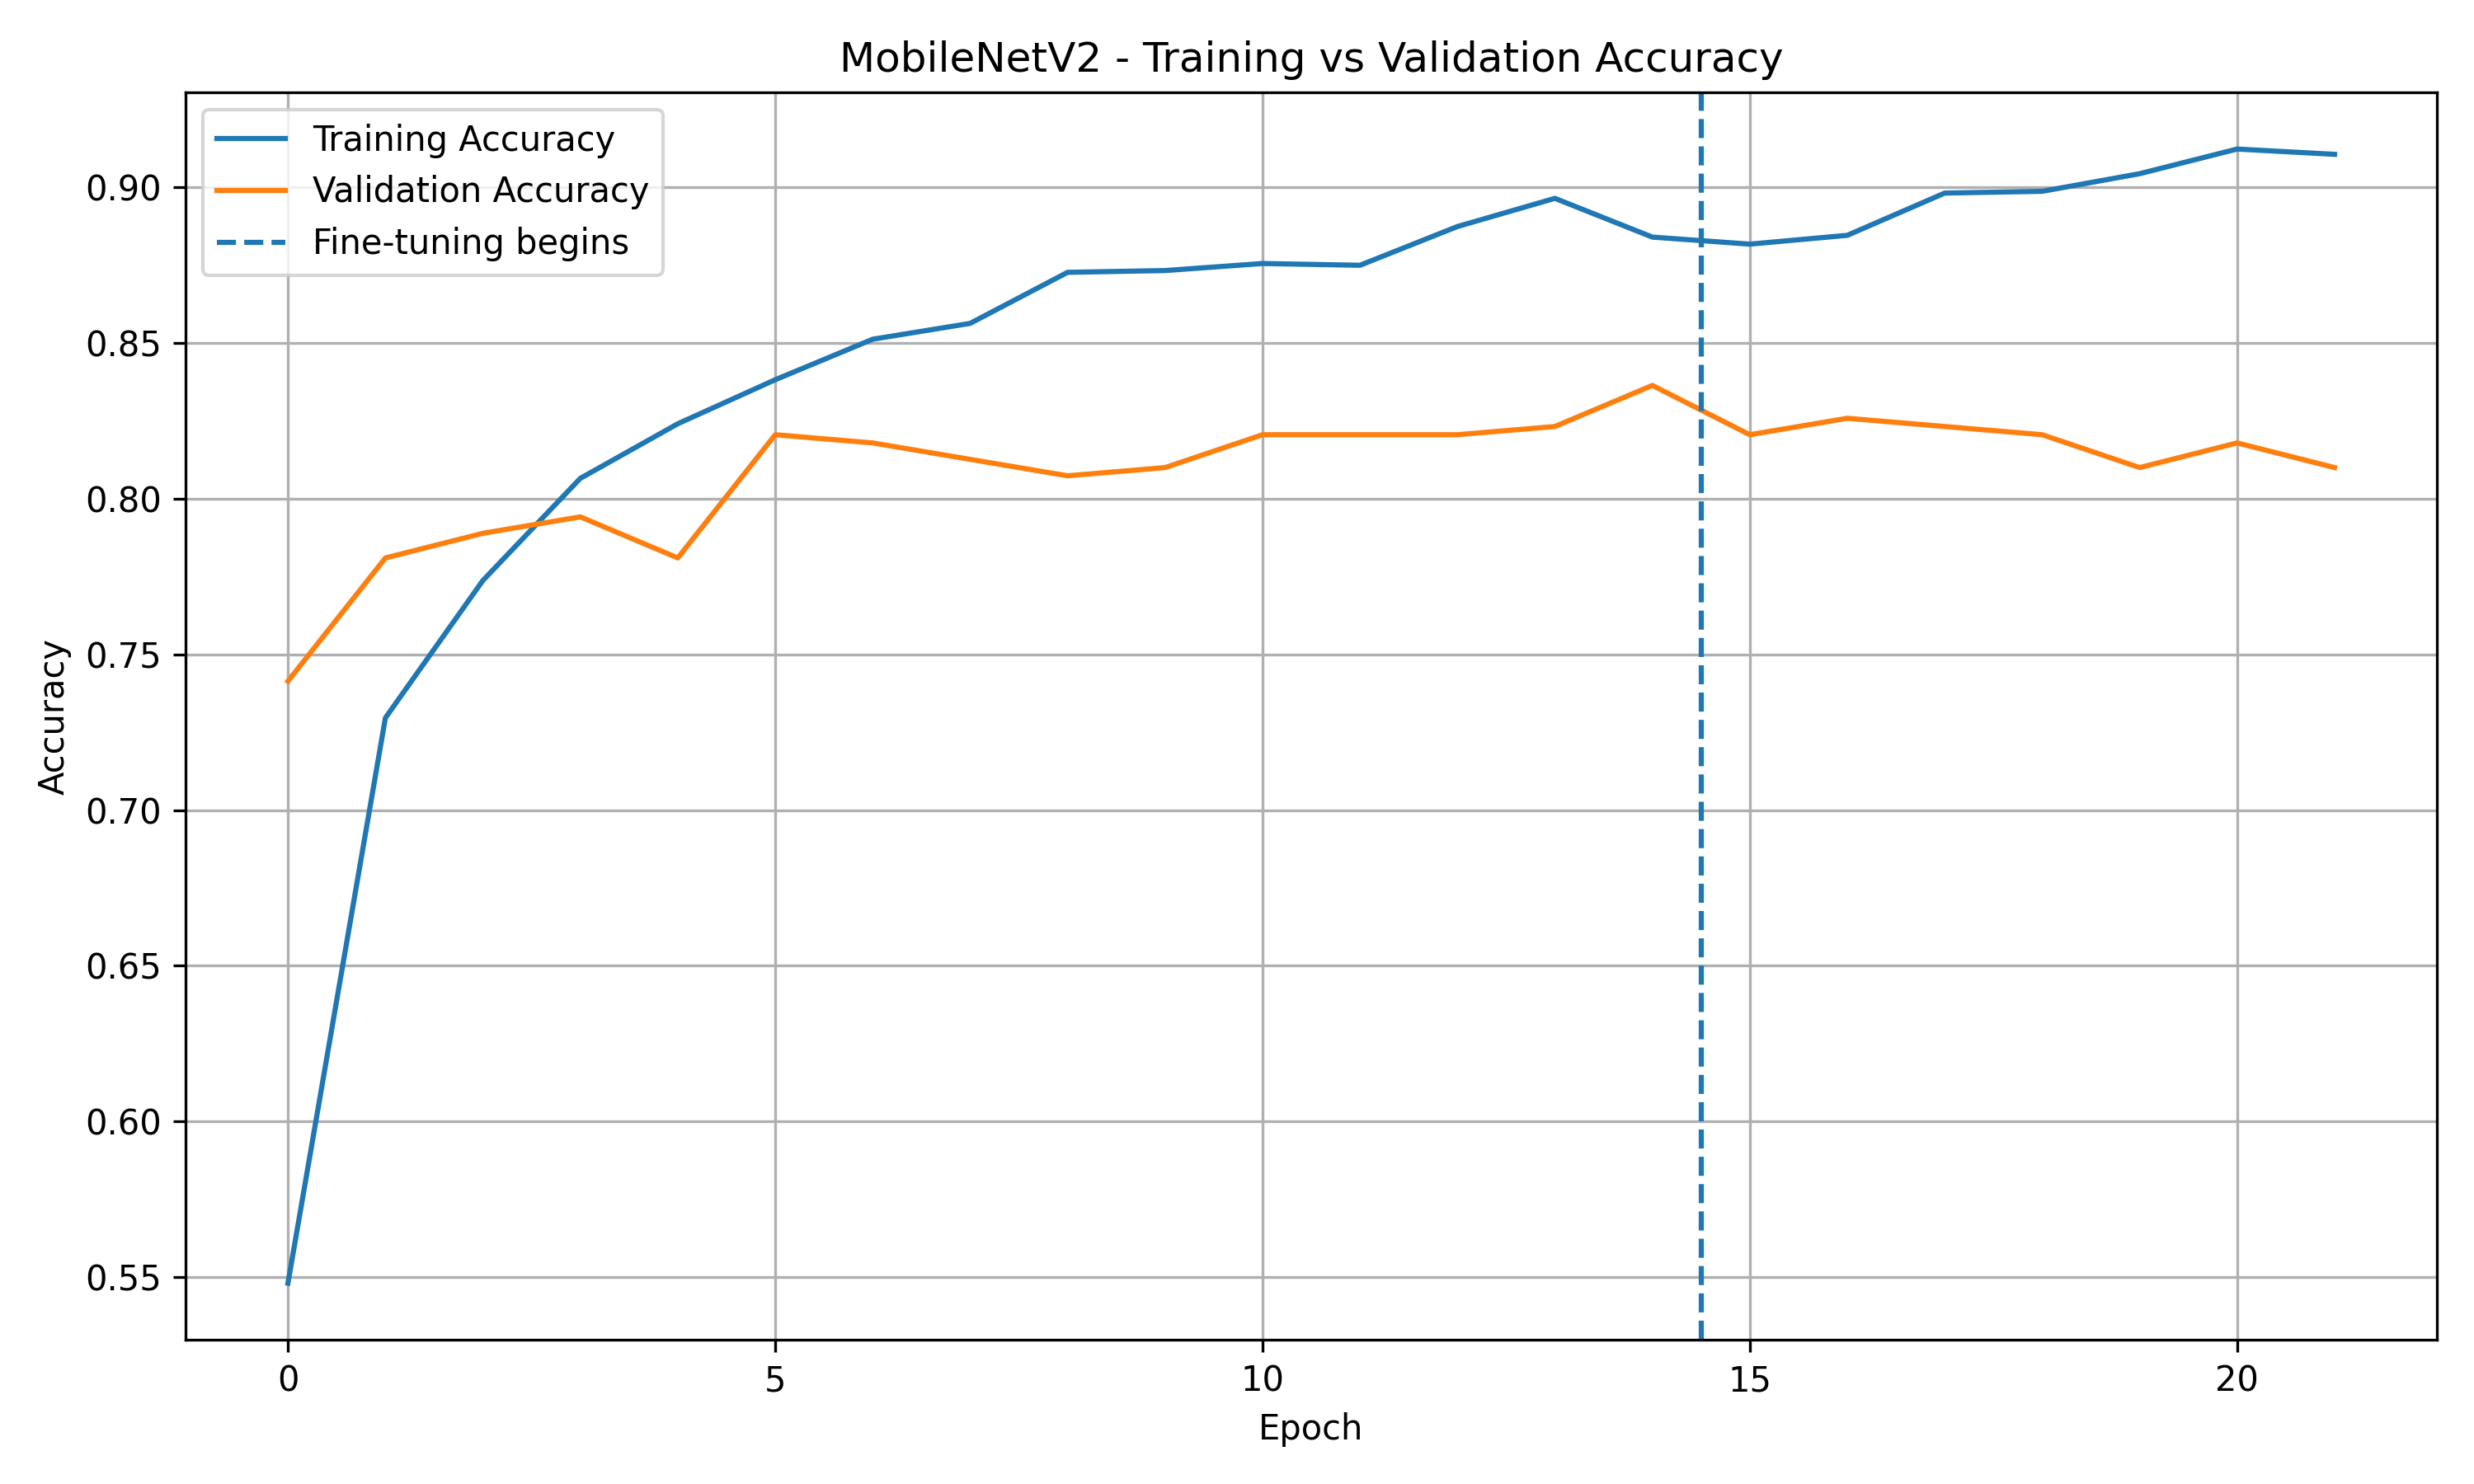 MobileNetV2 - Training vs Validation Accuracy
Training Accuracy
Validation Accuracy
Fine-tuning begins
0.90
0.85
0.80
0.75
0.70
0.65
0.60
0.55
Accuracy
0 5 10 15 20
Epoch